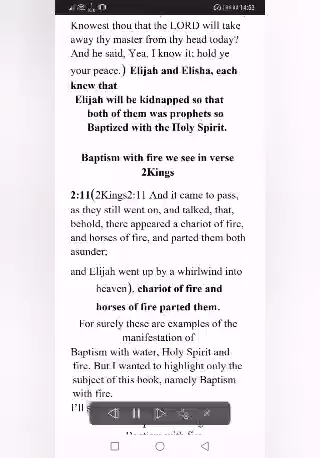 14:53
Knowest thou that the LORD will take
away thy master from thy head today?
And he said, Yea, I know it; hold ye
your peace.) Elijah and Elisha, each
knew that
Elijah will be kidnapped so that
both of them was prophets so
Baptized with the Holy Spirit.
Baptism with fire we see in verse
2Kings
2:11(2Kings2:11 And it came to pass,
as they still went on, and talked, that,
behold, there appeared a chariot of fire,
and horses of fire, and parted them both
asunder;
and Elijah went up by a whirlwind into
heaven), chariot of fire and
horses of fire parted them.
For surely these are examples of the
manifestation of
Baptism with water, Holy Spirit and
fire. But I wanted to highlight only the
subject of this book, namely Baptism
with fire.
I'll